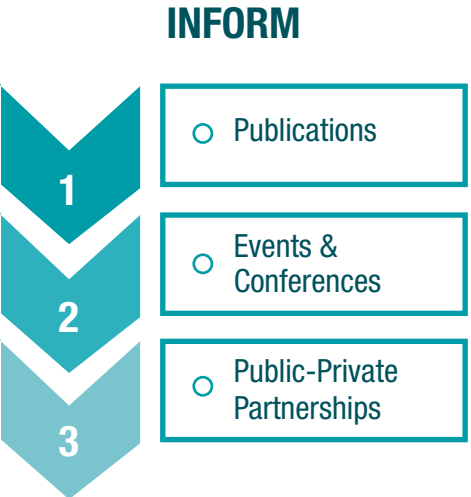 INFORM
1
Publications
2
Events &
Conferences
3
Public-Private
Partnerships